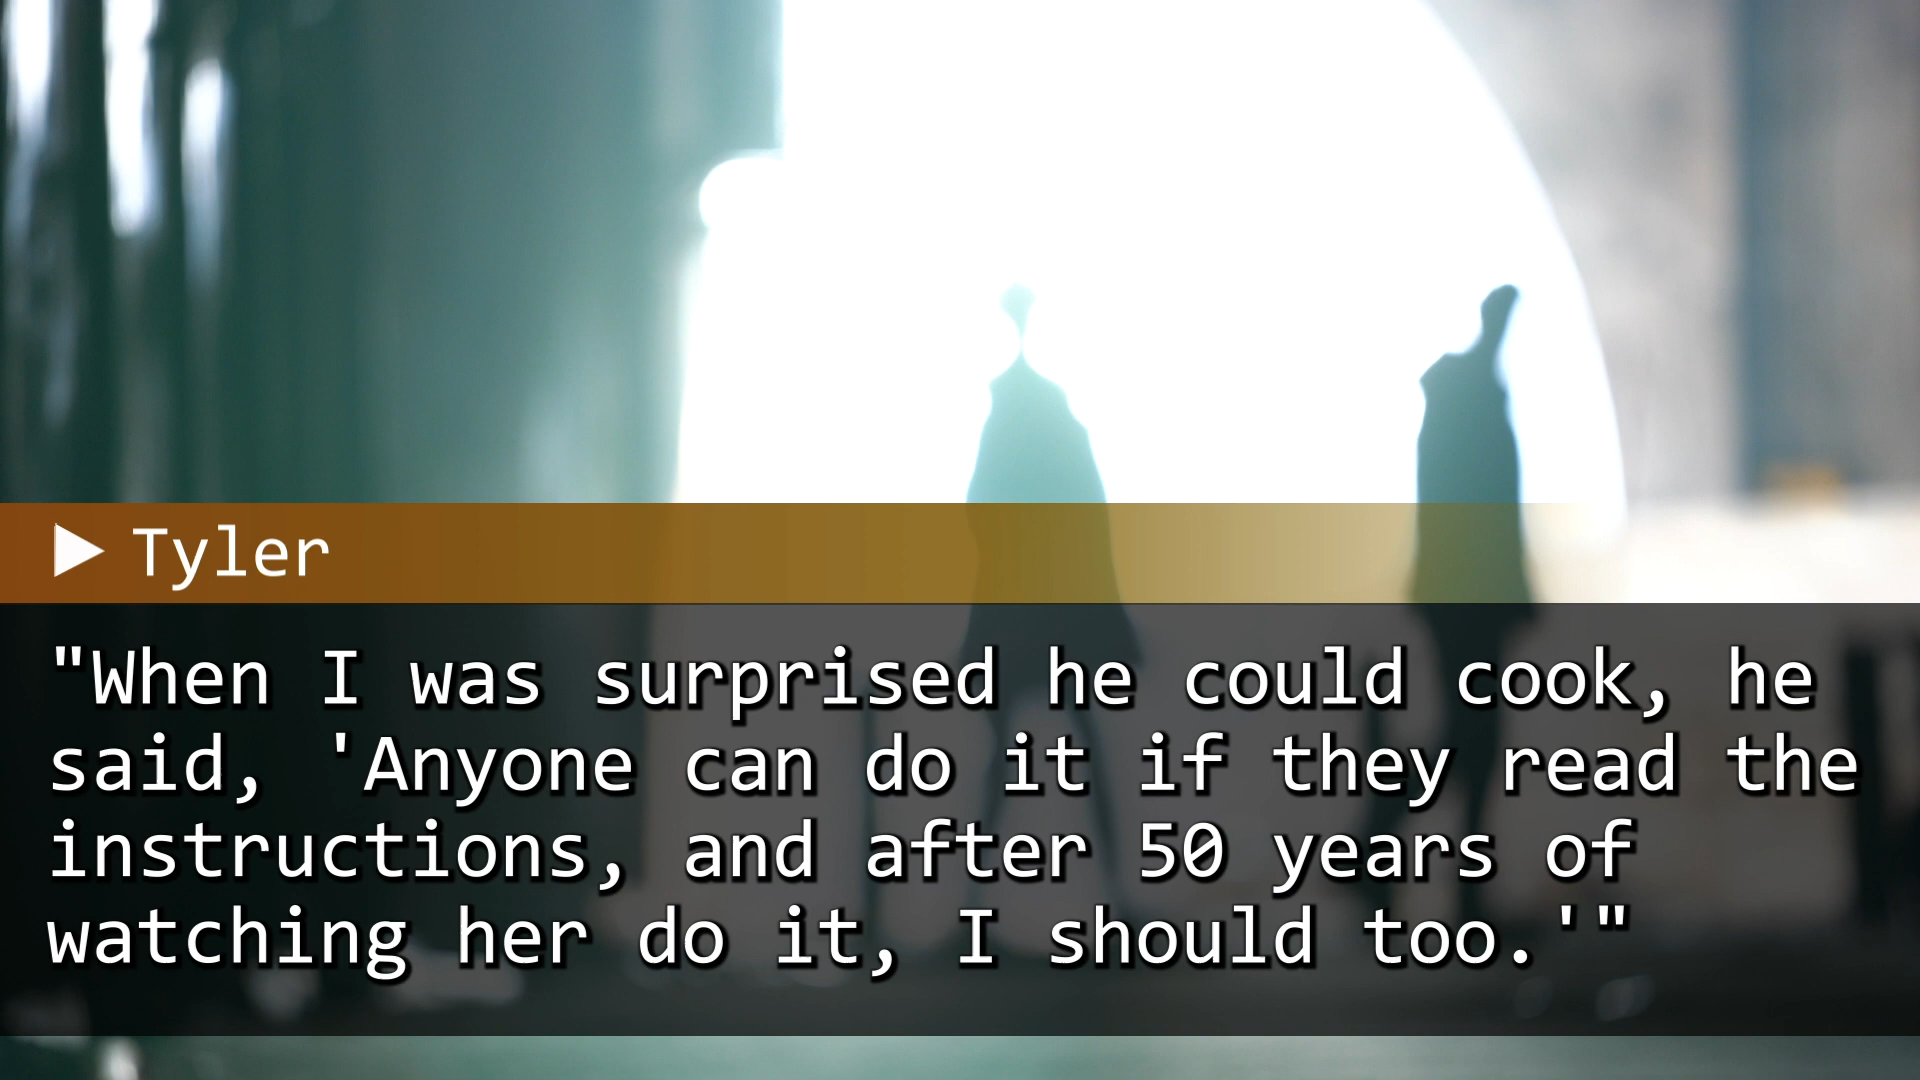 Tyler
"When I was surprised he could cook, he
said, 'Anyone can do it if they read the
instructions, and after 50 years of
watching her do it, I should too.'"